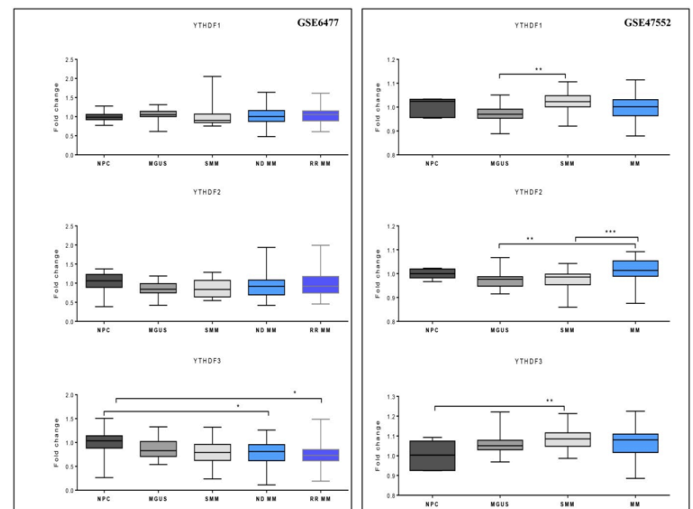 YTHDF1 GSE6477
Fold change
2.5
2.0
1.5
1.0
0.5
0.0
NPC MGUS SMM ND MM RR MM
YTHDF2
Fold change
2.5
2.0
1.5
1.0
0.5
0.0
NPC MGUS SMM ND MM RR MM
YTHDF3
Fold change
2.0
1.5
1.0
0.5
0.0
*
*
NPC MGUS SMM ND MM RR MM
YTHDF1 GSE47552
Fold change
1.2
1.1
1.0
0.9
0.8
**
NPC MGUS SMM MM
YTHDF2
Fold change
1.2
1.1
1.0
0.9
0.8
**
***
NPC MGUS SMM MM
YTHDF3
Fold change
1.3
1.2
1.1
1.0
0.9
0.8
**
NPC MGUS SMM MM